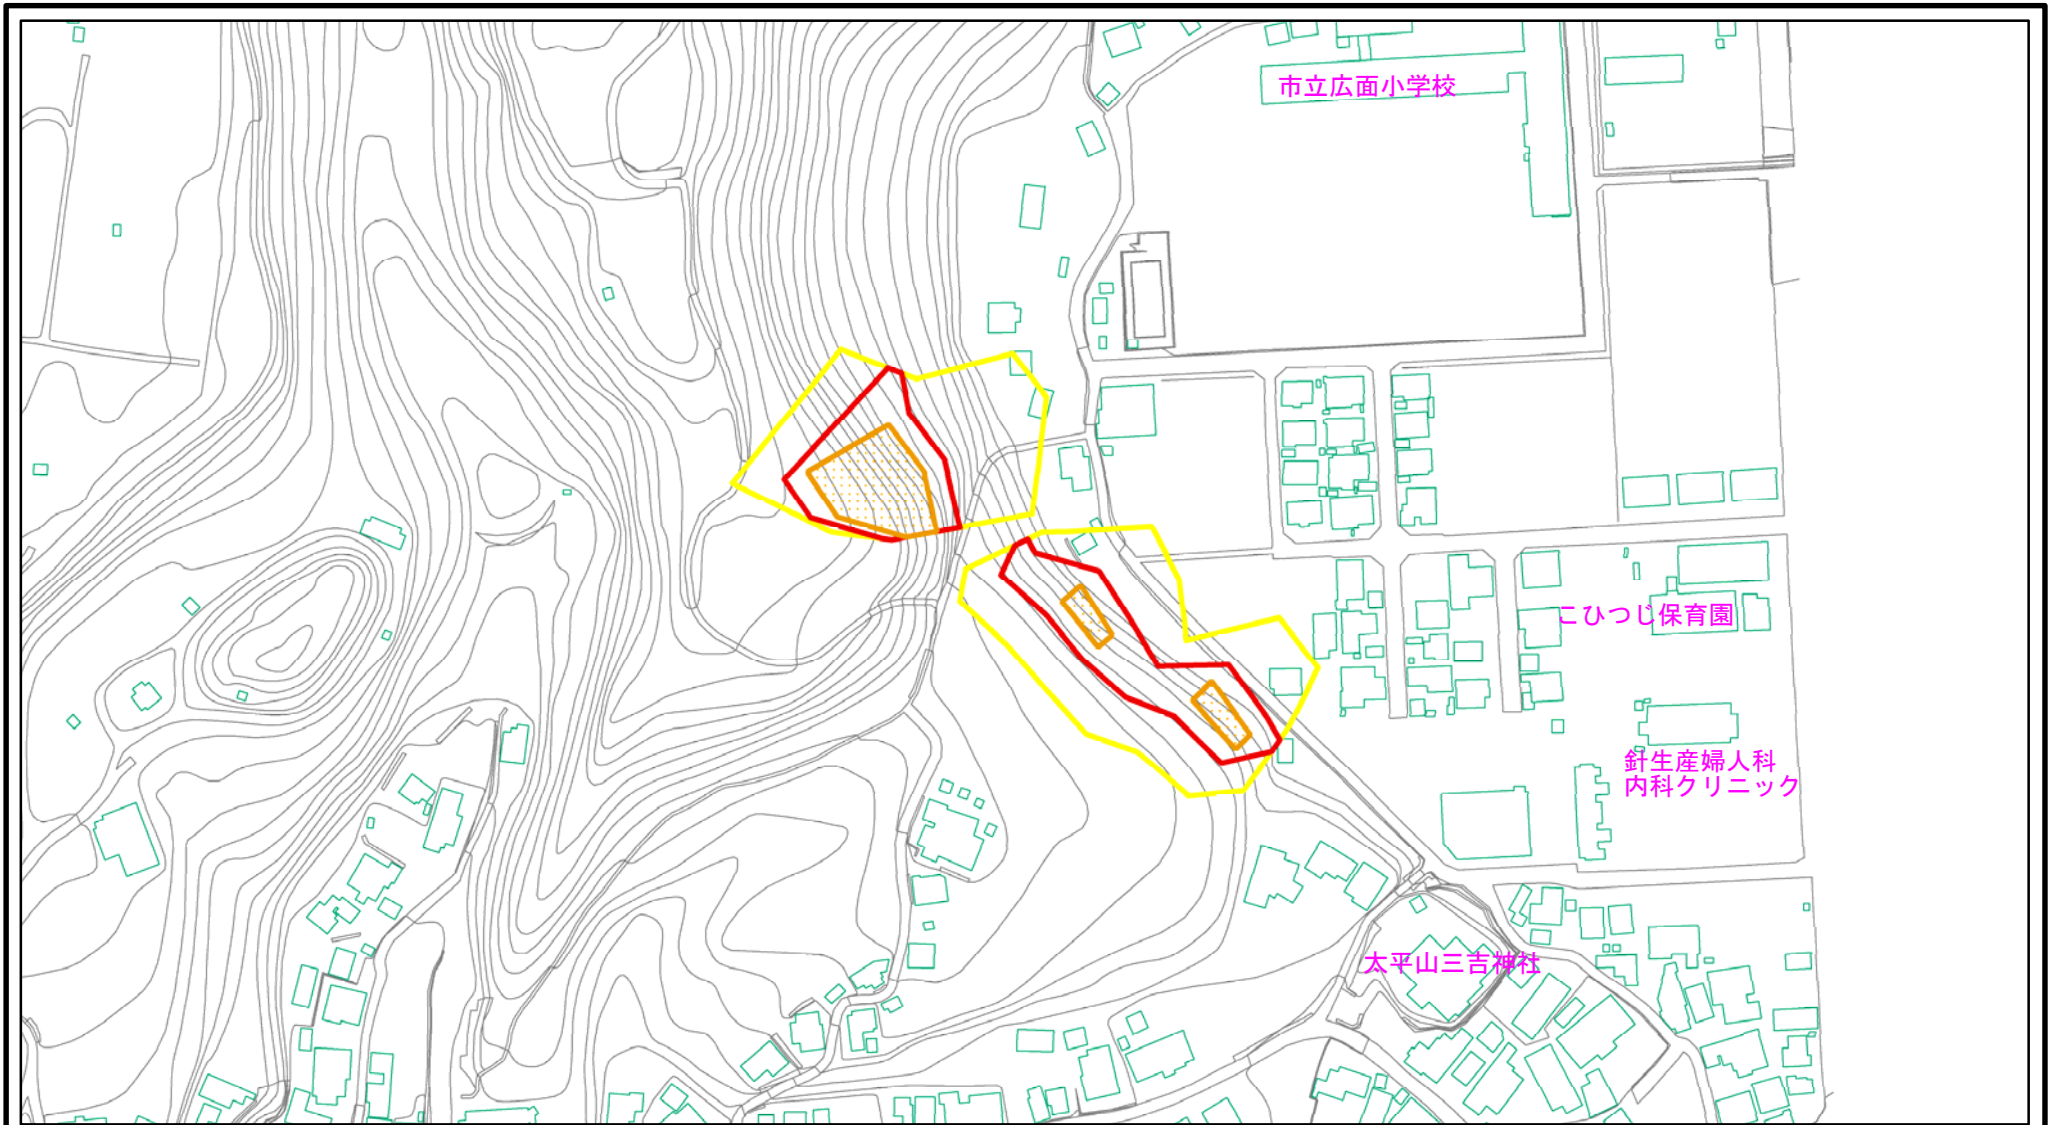 市立広面小学校
こひつじ保育園
針生産婦人科
内科クリニック
太平山三吉神社